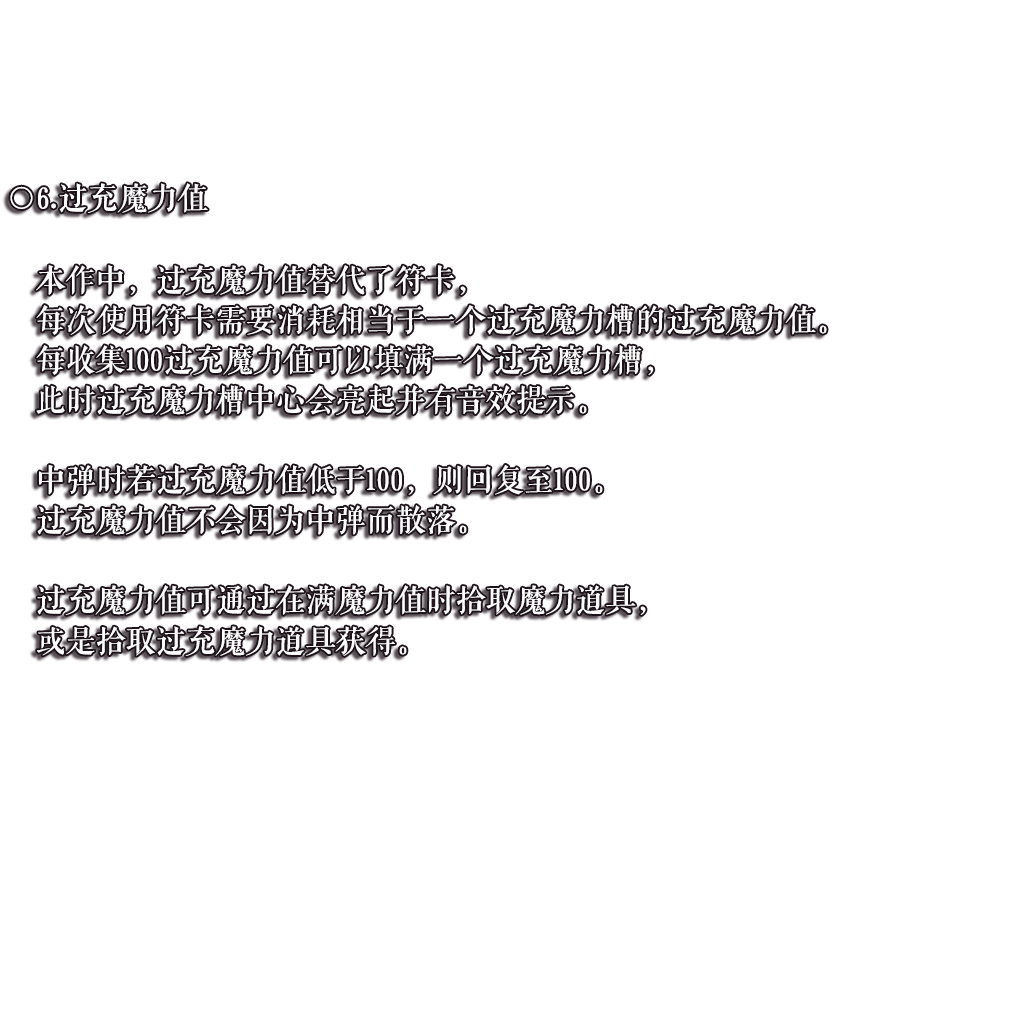 ◎6.过充魔力值
本作中，过充魔力值替代了符卡，
每次使用符卡需要消耗相当于一个过充魔力槽的过充魔力值。
每收集100过充魔力值可以填满一个过充魔力槽，
此时过充魔力槽中心会亮起并有音效提示。
中弹时若过充魔力值低于100，则回复至100。
过充魔力值不会因为中弹而散落。
过充魔力值可通过在满魔力值时拾取魔力道具，
或是拾取过充魔力道具获得。